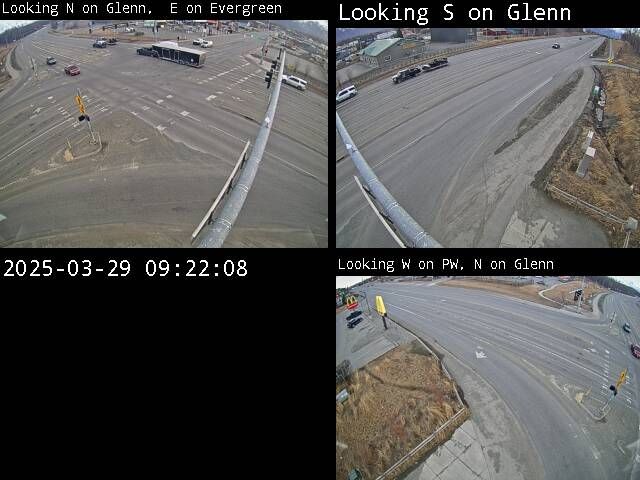 Looking N on Glenn,  E on Evergreen
Looking S on Glenn
2025-03-29 09:22:08
Looking W on PW, N on Glenn